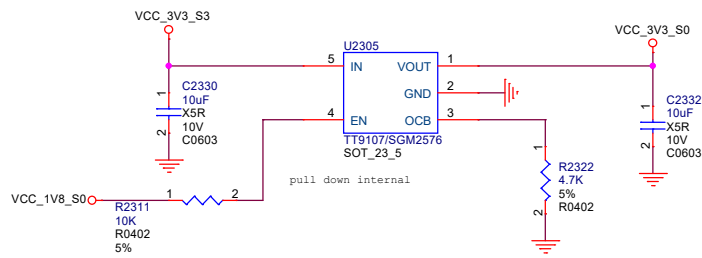 VCC_3V3_S3
VCC_3V3_S0
U2305
5 IN VOUT 1
GND 2
4 EN OCB 3
TT9107/SGM2576
SOT_23_5
1
C2330
10uF
X5R
10V
C0603
2
1
C2332
10uF
X5R
10V
C0603
2
pull down internal
1
R2322
4.7K
5%
R0402
2
VCC_1V8_S0
1 2
R2311
10K
R0402
5%